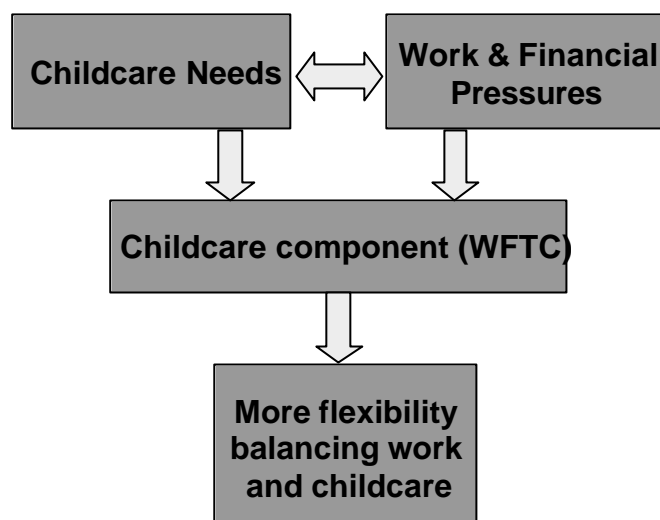 Childcare Needs
Work & Financial
Pressures
Childcare component (WFTC)
More flexibility
balancing work
and childcare